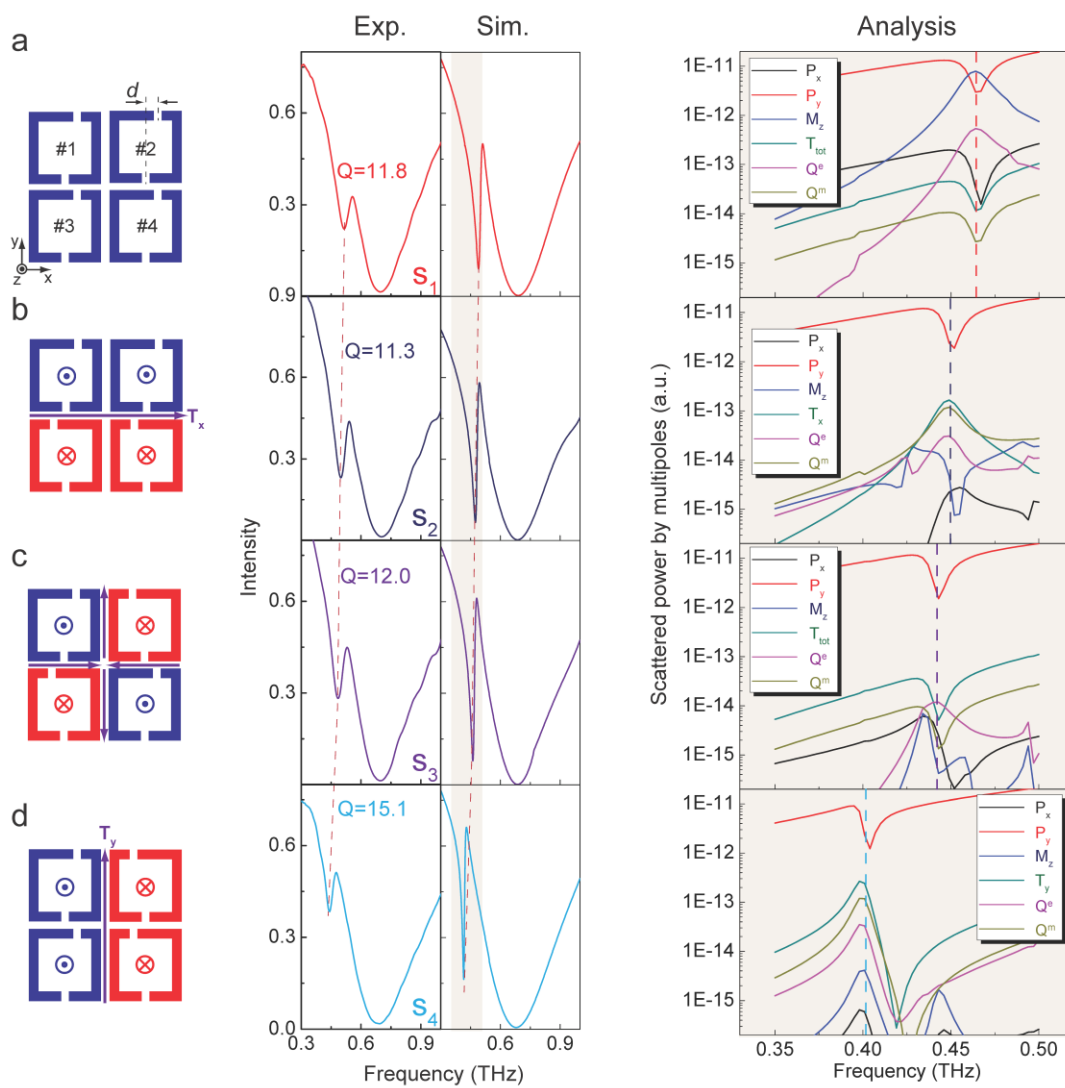 Exp.
Sim.
Analysis
a
d
#1
#2
#3
#4
y
z
x
0.6
0.3
0.9
Q=11.8
S1
1E-11
1E-12
1E-13
1E-14
1E-15
Px
Py
Mz
Ttot
Qe
Qm
b
Tx
0.6
0.3
0.0
Q=11.3
S2
1E-11
1E-12
1E-13
1E-14
1E-15
Px
Py
Mz
Tx
Qe
Qm
Intensity
Scattered power by multipoles (a.u.)
c
0.6
0.3
0.0
Q=12.0
S3
1E-11
1E-12
1E-13
1E-14
1E-15
Px
Py
Mz
Ttot
Qe
Qm
d
Ty
0.6
0.3
0.0
Q=15.1
S4
1E-11
1E-12
1E-13
1E-14
1E-15
Px
Py
Mz
Ty
Qe
Qm
0.3 0.6 0.9 0.6 0.9
Frequency (THz)
0.35 0.40 0.45 0.50
Frequency (THz)